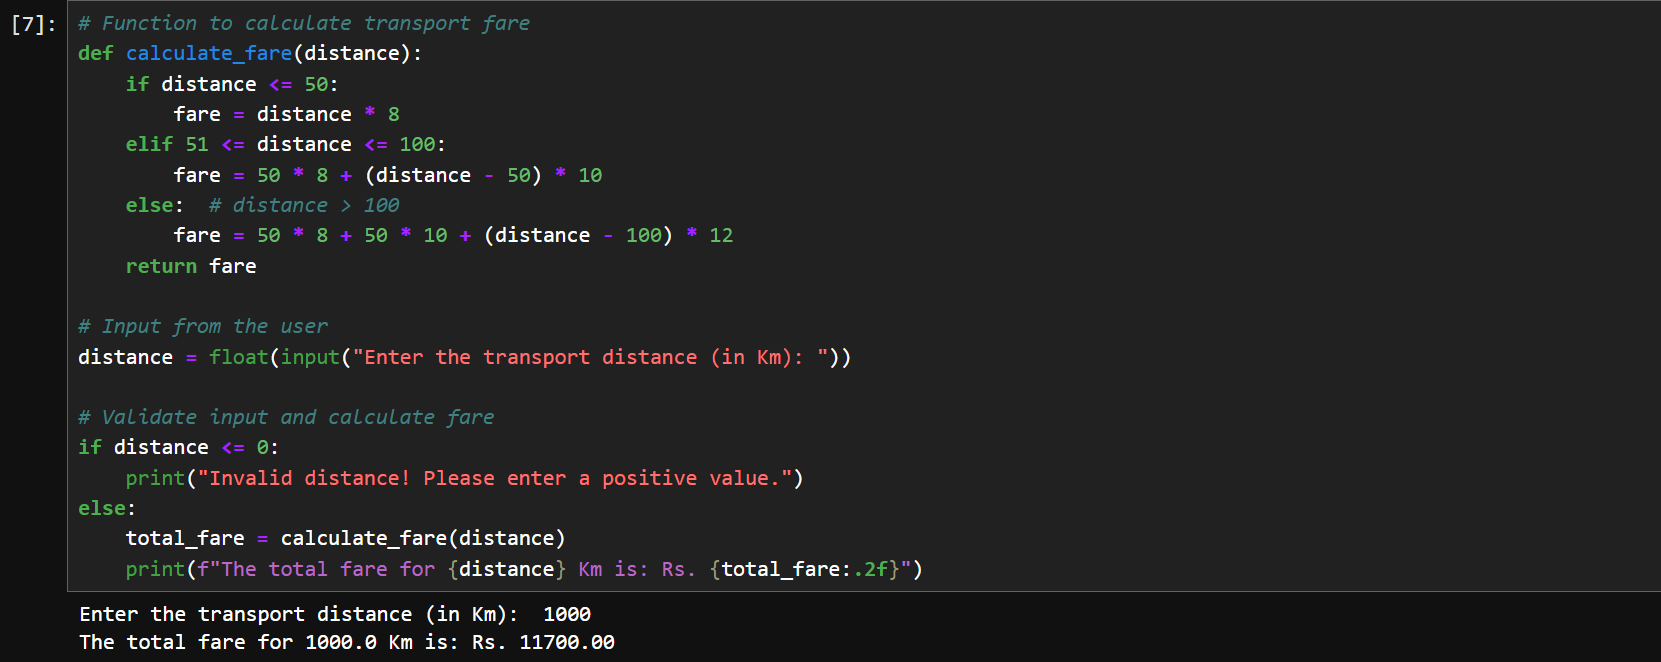 [7]:
# Function to calculate transport fare
def calculate_fare(distance):
    if distance <= 50:
        fare = distance * 8
    elif 51 <= distance <= 100:
        fare = 50 * 8 + (distance - 50) * 10
    else:  # distance > 100
        fare = 50 * 8 + 50 * 10 + (distance - 100) * 12
    return fare

# Input from the user
distance = float(input("Enter the transport distance (in Km): "))

# Validate input and calculate fare
if distance <= 0:
    print("Invalid distance! Please enter a positive value.")
else:
    total_fare = calculate_fare(distance)
    print(f"The total fare for {distance} Km is: Rs. {total_fare:.2f}")
Enter the transport distance (in Km):  1000
The total fare for 1000.0 Km is: Rs. 11700.00